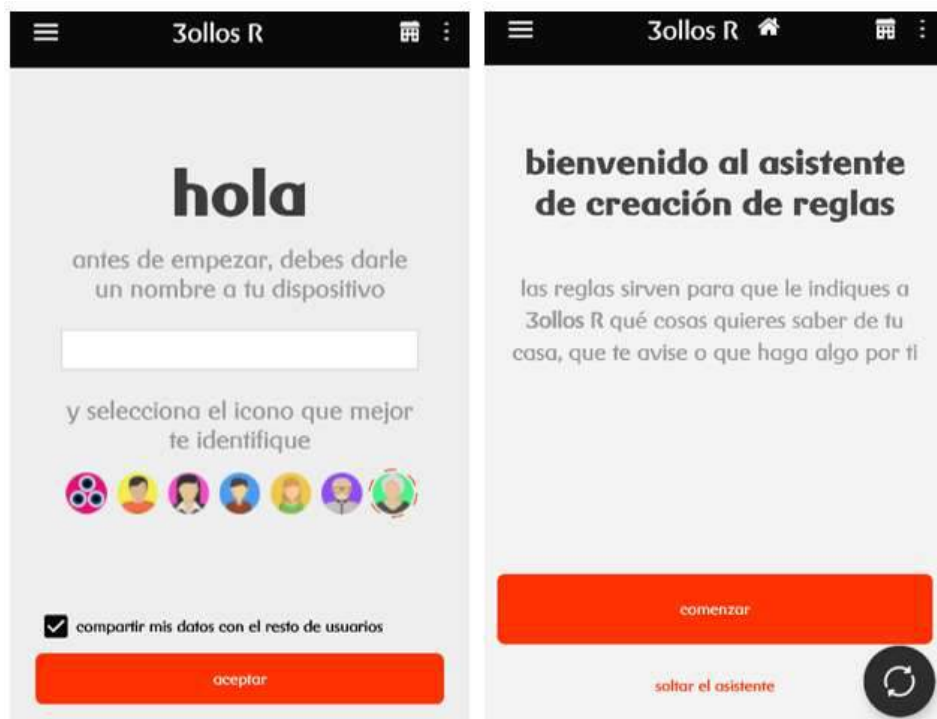 3ollos R
hola
antes de empezar, debes darle
un nombre a tu dispositivo
y selecciona el icono que mejor
te identifique
compartir mis datos con el resto de usuarios
aceptar
3ollos R
bienvenido al asistente
de creación de reglas
las reglas sirven para que le indiques a
3ollos R qué cosas quieres saber de tu
casa, que te avise o que haga algo por ti
comenzar
saltar el asistente